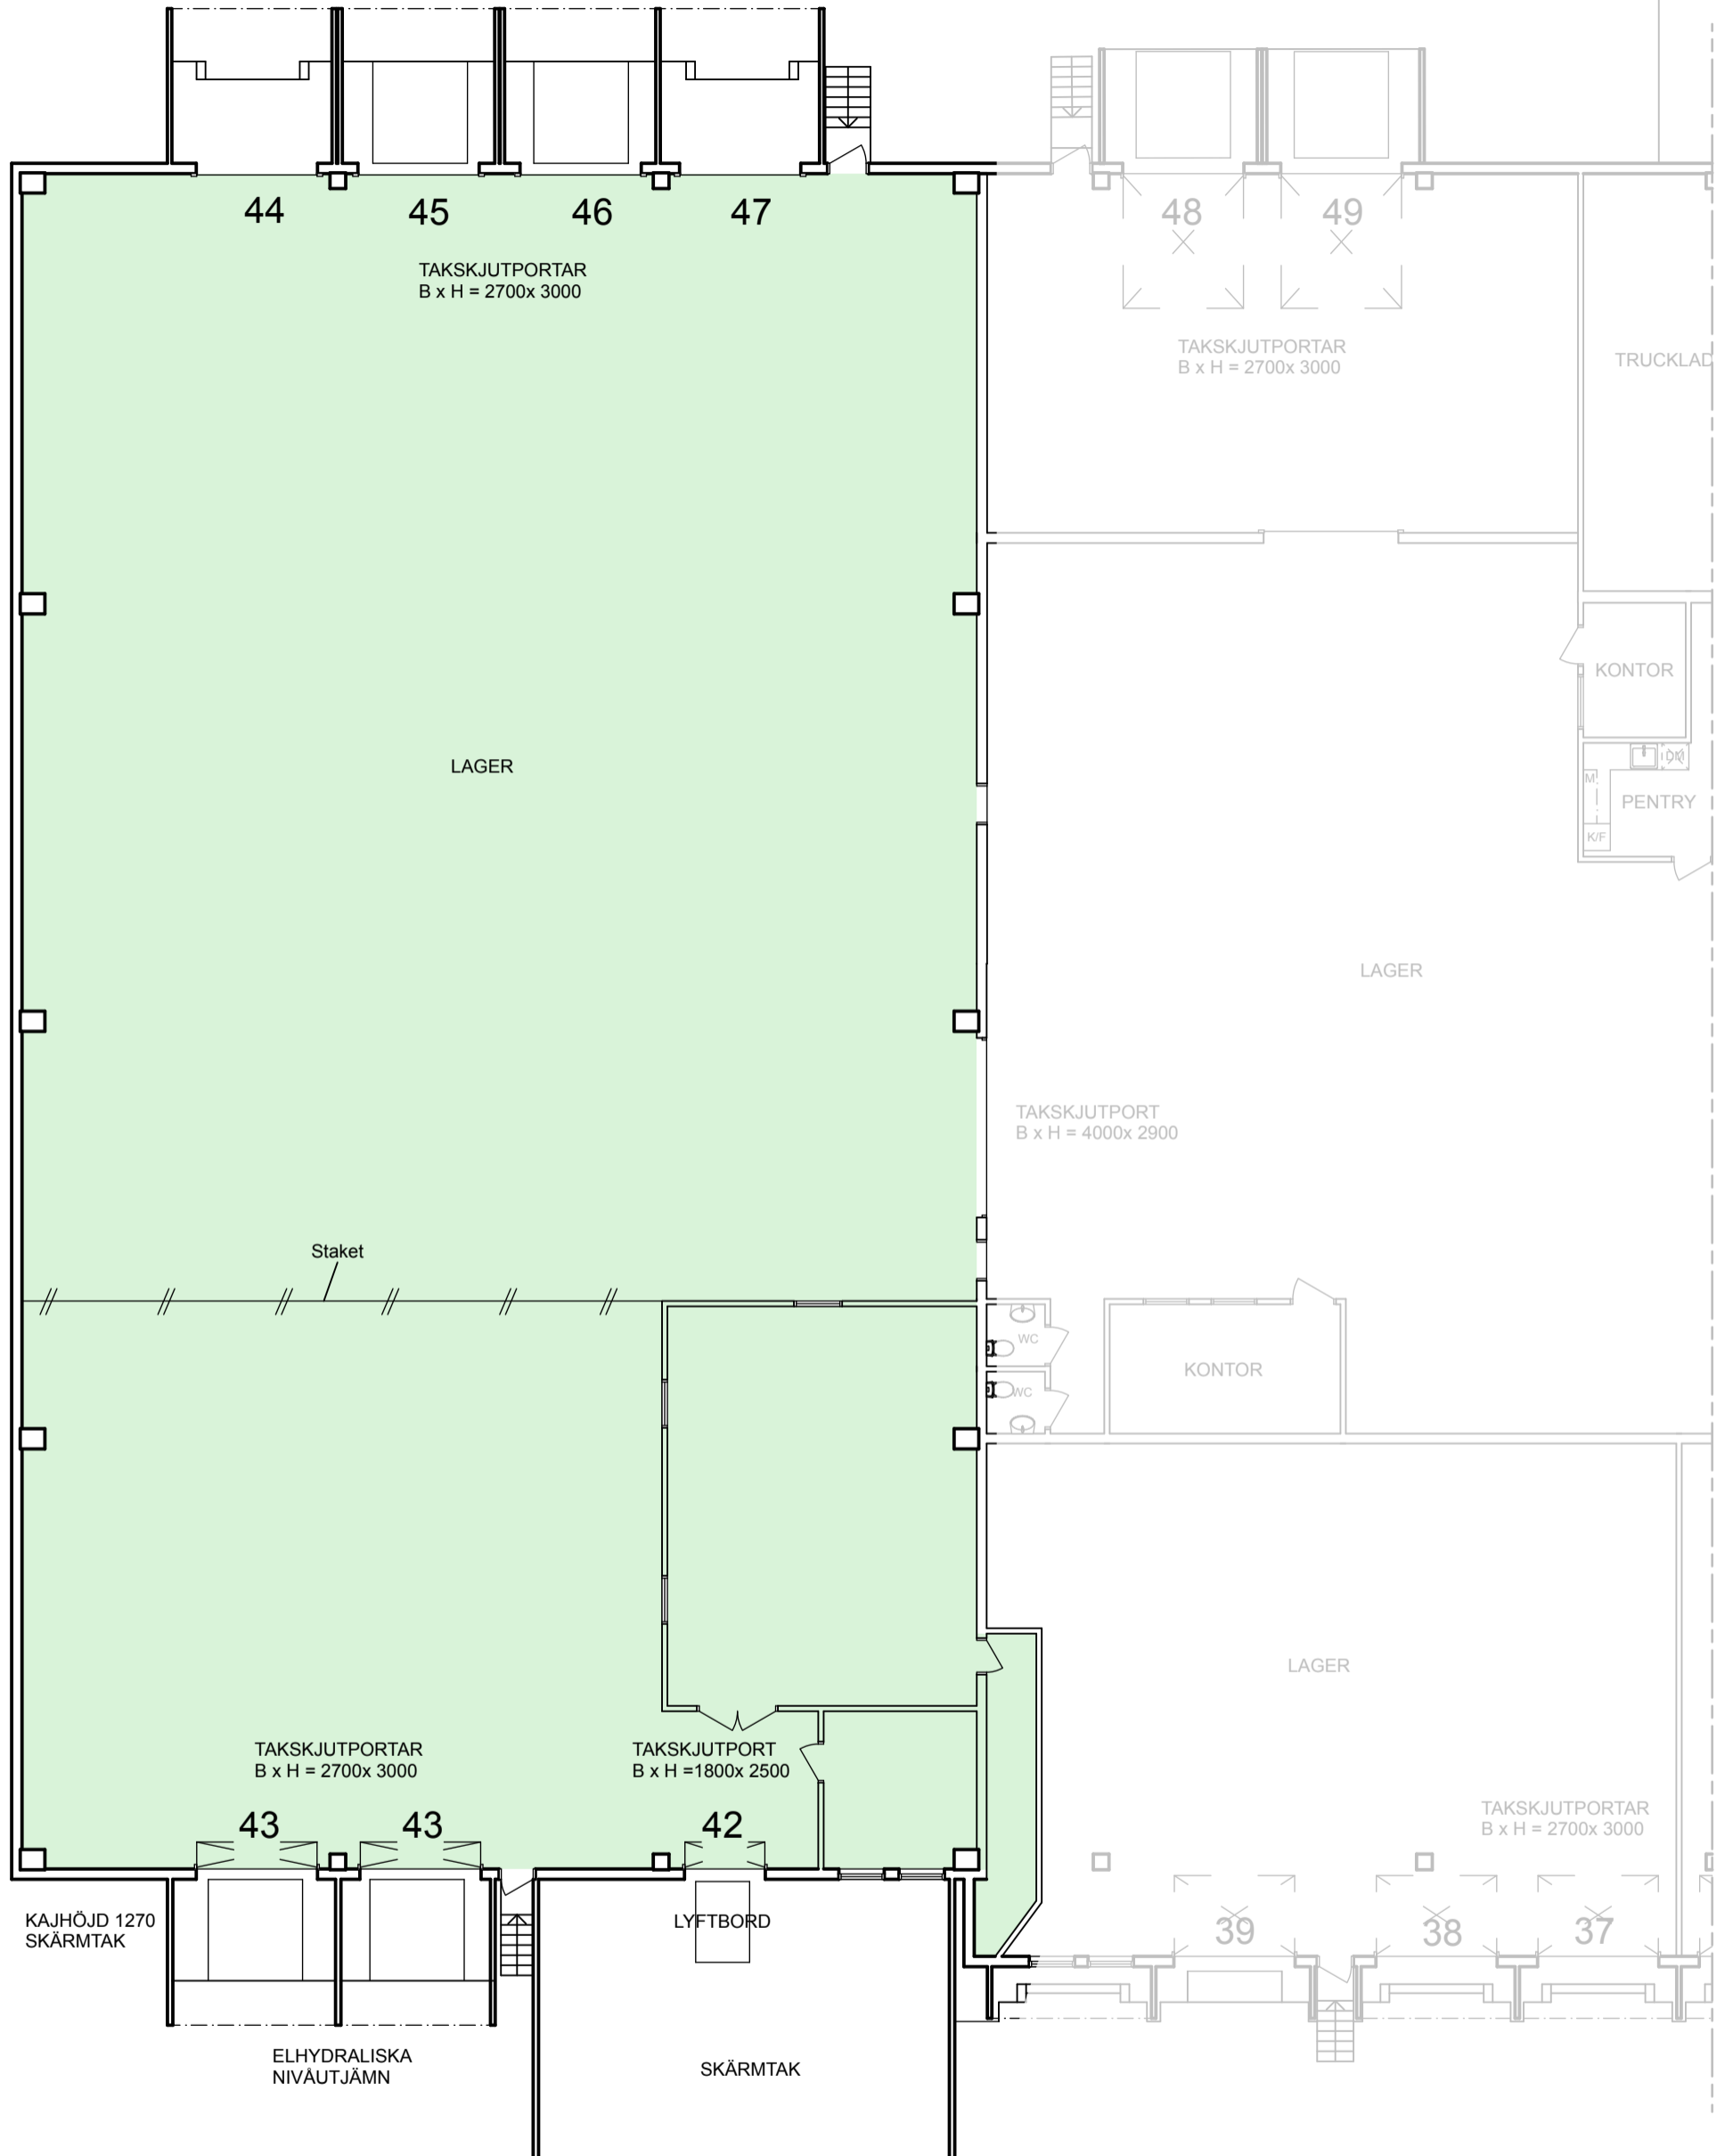 44 45 46 47
48 49
TAKSKJUTPORTAR
B x H = 2700x 3000
TAKSKJUTPORTAR
B x H = 2700x 3000
TRUCKLAD
KONTOR
LAGER
DM
M
PENTRY
K/F
LAGER
TAKSKJUTPORT
B x H = 4000x 2900
Staket
WC
KONTOR
WC
LAGER
TAKSKJUTPORTAR
B x H = 2700x 3000
TAKSKJUTPORT
B x H =1800x 2500
TAKSKJUTPORTAR
B x H = 2700x 3000
43 43 42
KAJHÖJD 1270
SKÄRMTAK
LYFTBORD
39 38 37
ELHYDRALISKA
NIVÅUTJÄMN
SKÄRMTAK